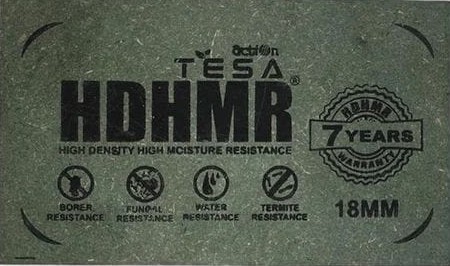 action
TESA
HDHMR®
HIGH DENSITY HIGH MOISTURE RESISTANCE
HDHMR
7 YEARS
WARRANTY
BORER
RESISTANCE
FUNGAL
RESISTANCE
WATER
RESISTANCE
TERMITE
RESISTANCE
18MM